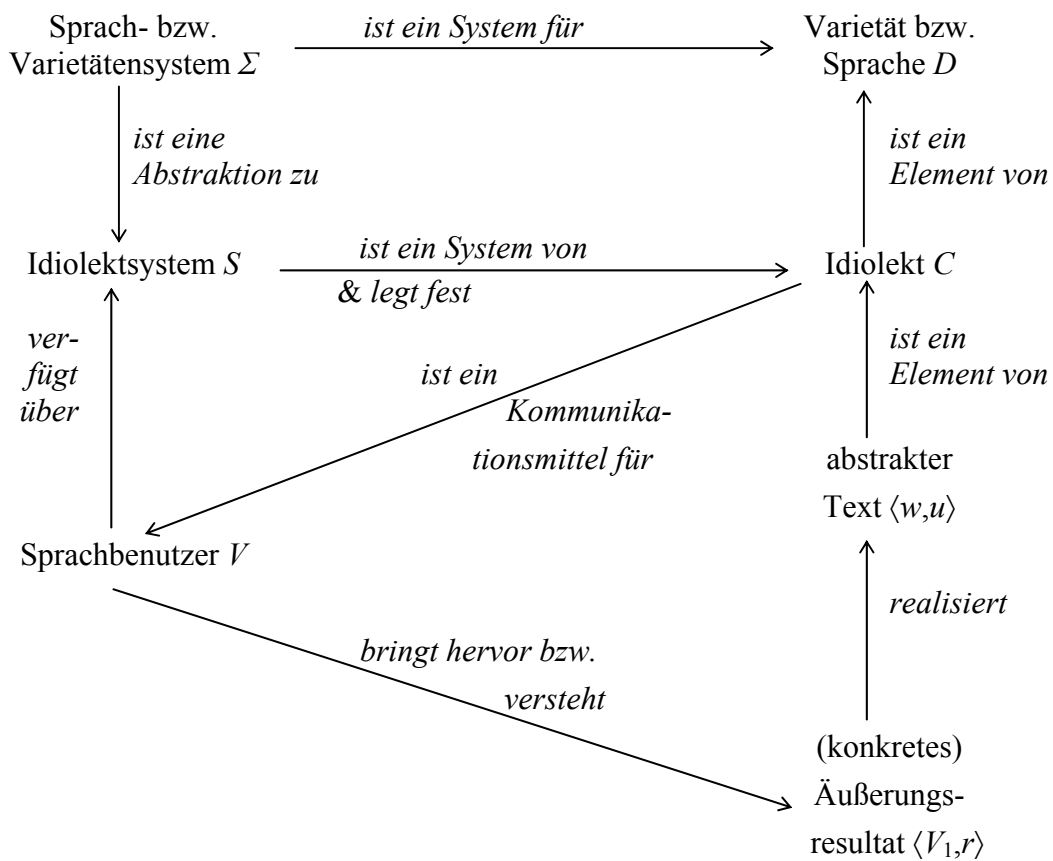 Sprach- bzw.
Varietätensystem Σ
ist ein System für
Varietät bzw.
Sprache D
ist eine
Abstraktion zu
ist ein
Element von
Idiolektsystem S
ist ein System von
& legt fest
Idiolekt C
ver-
fügt
über
ist ein
Kommunika-
tionsmittel für
ist ein
Element von
abstrakter
Text ⟨w,u⟩
Sprachbenutzer V
realisiert
bringt hervor bzw.
versteht
(konkretes)
Äußerungs-
resultat ⟨V₁,r⟩